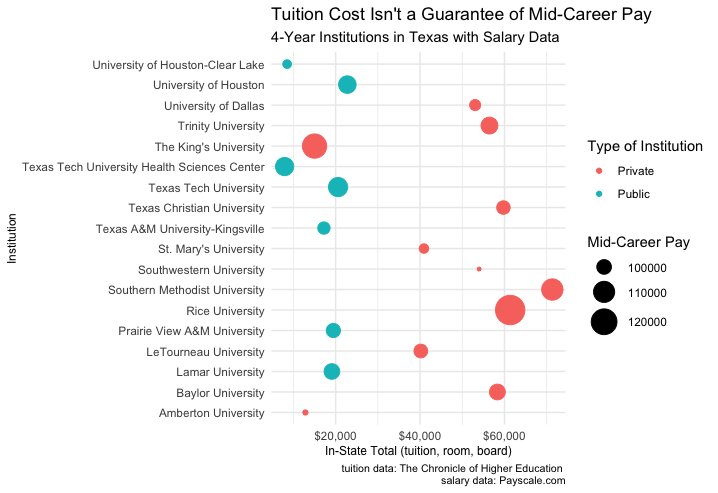 Tuition Cost Isn't a Guarantee of Mid-Career Pay
4-Year Institutions in Texas with Salary Data
Institution
University of Houston-Clear Lake
University of Houston
University of Dallas
Trinity University
The King's University
Texas Tech University Health Sciences Center
Texas Tech University
Texas Christian University
Texas A&M University-Kingsville
St. Mary's University
Southwestern University
Southern Methodist University
Rice University
Prairie View A&M University
LeTourneau University
Lamar University
Baylor University
Amberton University
$20,000
$40,000
$60,000
In-State Total (tuition, room, board)
Type of Institution
Private
Public
Mid-Career Pay
100000
110000
120000
tuition data: The Chronicle of Higher Education
salary data: Payscale.com